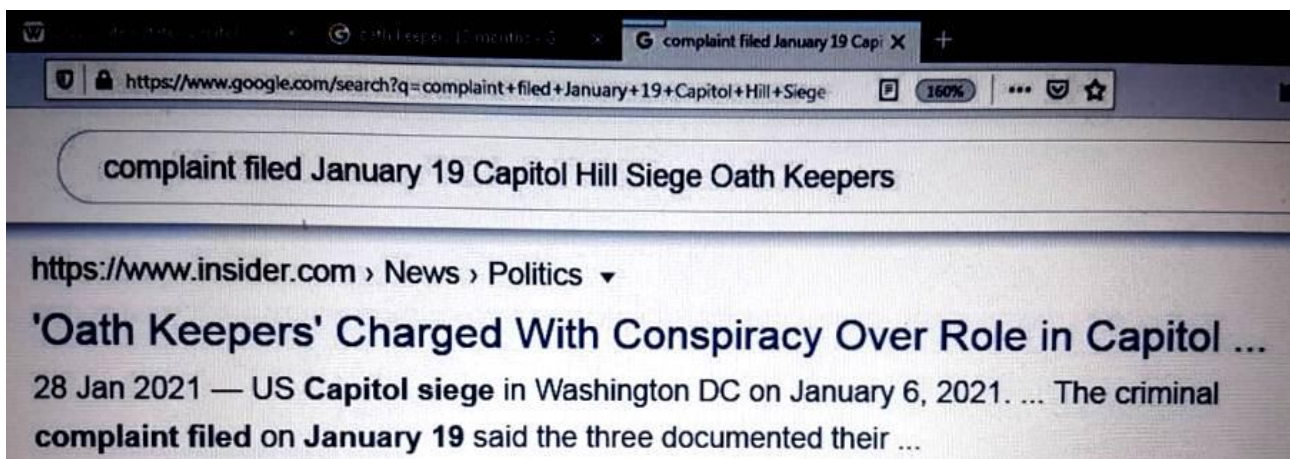 W
G
G complaint filed January 19 Capi X +
https://www.google.com/search?q=complaint+filed+January+19+Capitol+Hill+Siege 160% ...
complaint filed January 19 Capitol Hill Siege Oath Keepers
https://www.insider.com › News › Politics
'Oath Keepers' Charged With Conspiracy Over Role in Capitol ...
28 Jan 2021 — US Capitol siege in Washington DC on January 6, 2021. ... The criminal
complaint filed on January 19 said the three documented their ...